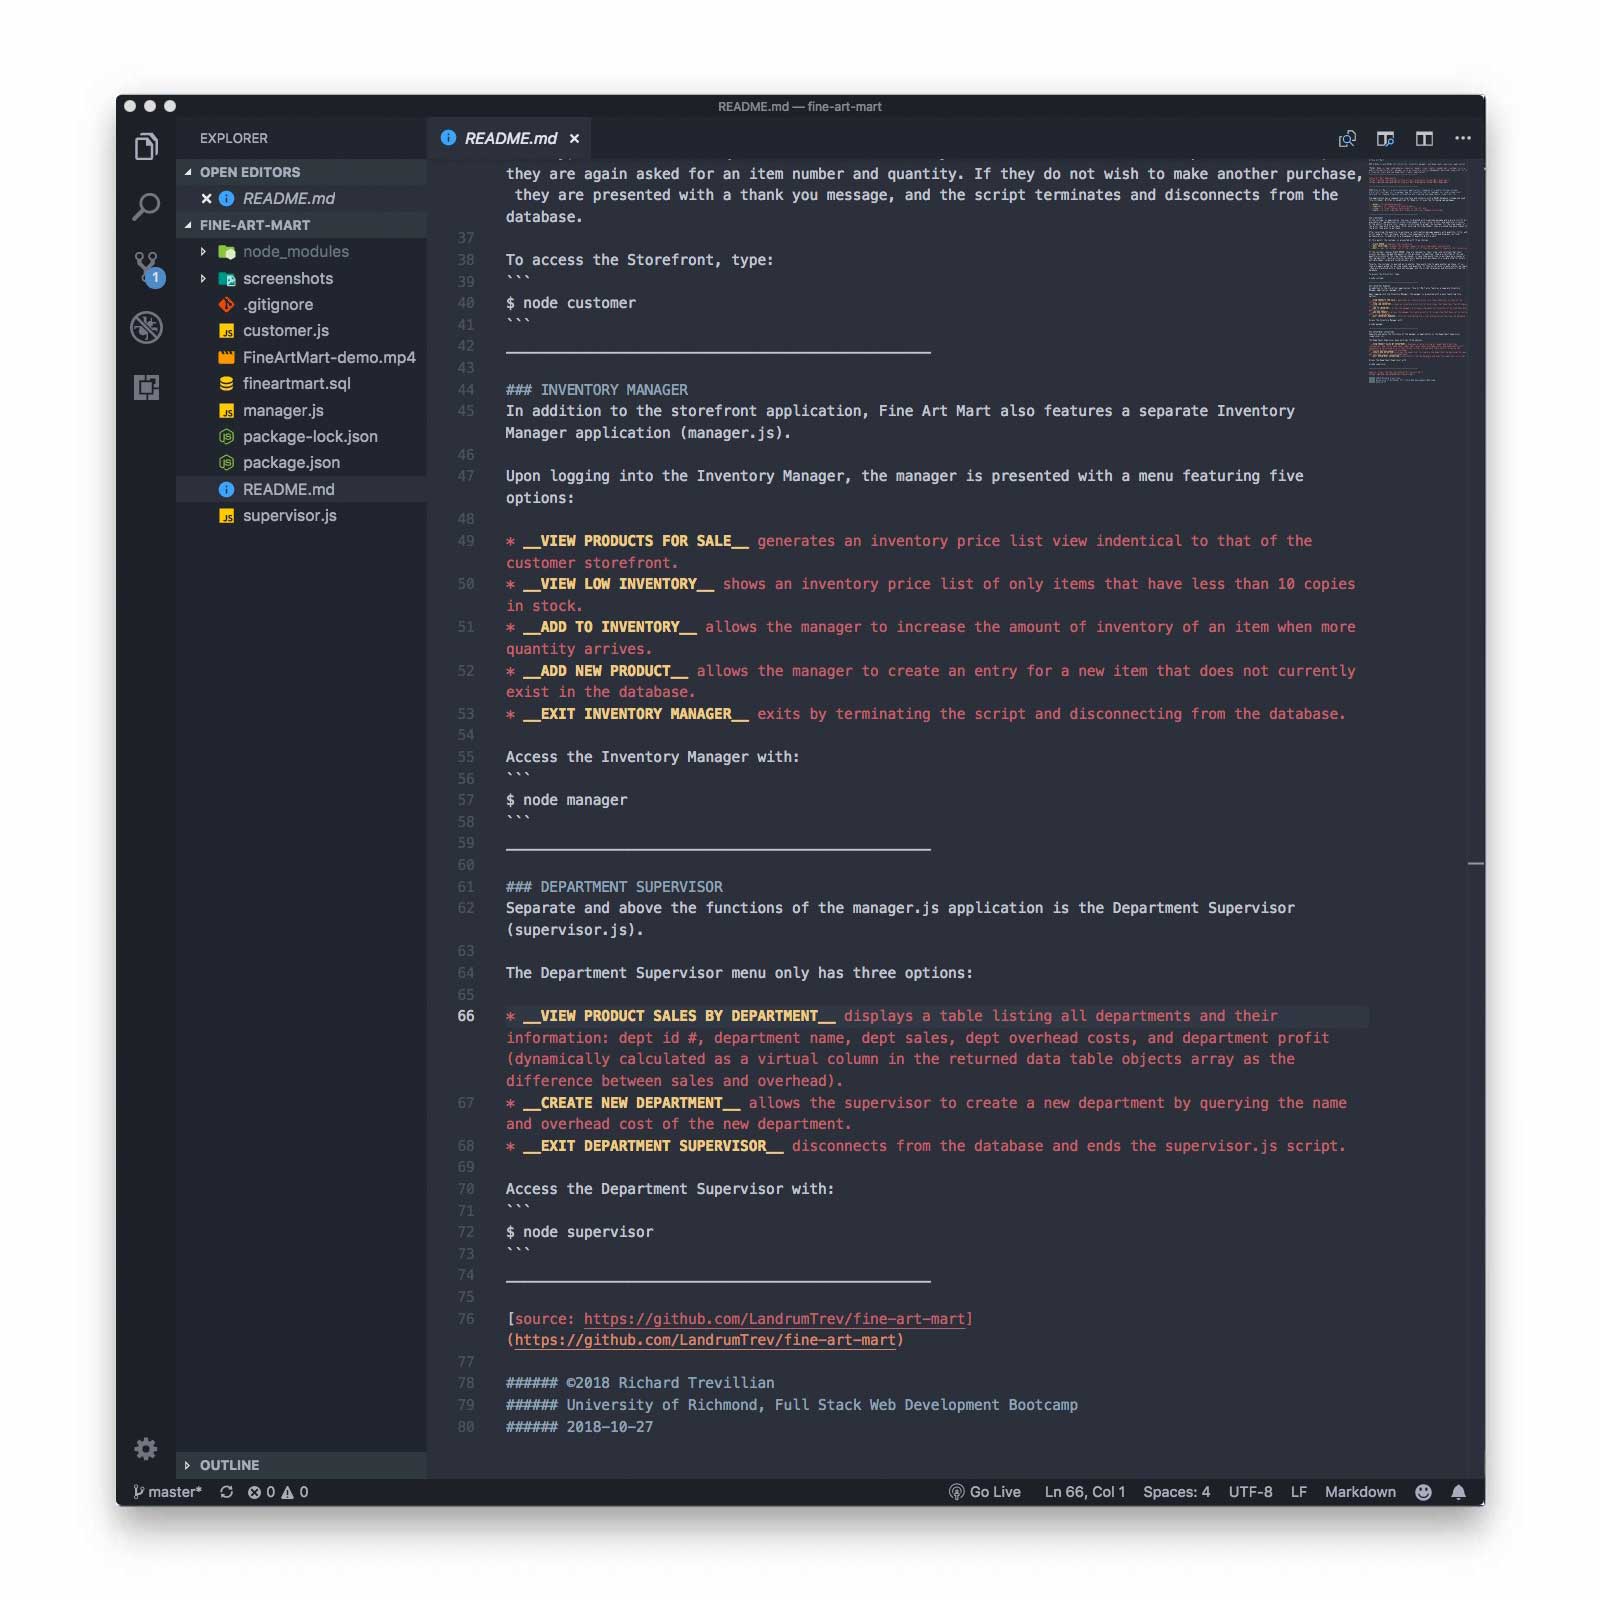 README.md — fine-art-mart
EXPLORER
OPEN EDITORS
README.md
FINE-ART-MART
node_modules
screenshots
.gitignore
customer.js
FineArtMart-demo.mp4
fineartmart.sql
manager.js
package-lock.json
package.json
README.md
supervisor.js
OUTLINE
README.md
they are again asked for an item number and quantity. If they do not wish to make another purchase,
they are presented with a thank you message, and the script terminates and disconnects from the
database.
37
38 To access the Storefront, type:
39 ```
40 $ node customer
41 ```
42 _________________________________________________
43
44 ### INVENTORY MANAGER
45 In addition to the storefront application, Fine Art Mart also features a separate Inventory
Manager application (manager.js).
46
47 Upon logging into the Inventory Manager, the manager is presented with a menu featuring five
options:
48
49 * __VIEW PRODUCTS FOR SALE__ generates an inventory price list view indentical to that of the
customer storefront.
50 * __VIEW LOW INVENTORY__ shows an inventory price list of only items that have less than 10 copies
in stock.
51 * __ADD TO INVENTORY__ allows the manager to increase the amount of inventory of an item when more
quantity arrives.
52 * __ADD NEW PRODUCT__ allows the manager to create an entry for a new item that does not currently
exist in the database.
53 * __EXIT INVENTORY MANAGER__ exits by terminating the script and disconnecting from the database.
54
55 Access the Inventory Manager with:
56 ```
57 $ node manager
58 ```
59 _________________________________________________
60
61 ### DEPARTMENT SUPERVISOR
62 Separate and above the functions of the manager.js application is the Department Supervisor
(supervisor.js).
63
64 The Department Supervisor menu only has three options:
65
66 * __VIEW PRODUCT SALES BY DEPARTMENT__ displays a table listing all departments and their
information: dept id #, department name, dept sales, dept overhead costs, and department profit
(dynamically calculated as a virtual column in the returned data table objects array as the
difference between sales and overhead).
67 * __CREATE NEW DEPARTMENT__ allows the supervisor to create a new department by querying the name
and overhead cost of the new department.
68 * __EXIT DEPARTMENT SUPERVISOR__ disconnects from the database and ends the supervisor.js script.
69
70 Access the Department Supervisor with:
71 ```
72 $ node supervisor
73 ```
74 _________________________________________________
75
76 [source: https://github.com/LandrumTrev/fine-art-mart]
(https://github.com/LandrumTrev/fine-art-mart)
77
78 ###### ©2018 Richard Trevillian
79 ###### University of Richmond, Full Stack Web Development Bootcamp
80 ###### 2018-10-27
1
master* 0 0 Go Live Ln 66, Col 1 Spaces: 4 UTF-8 LF Markdown